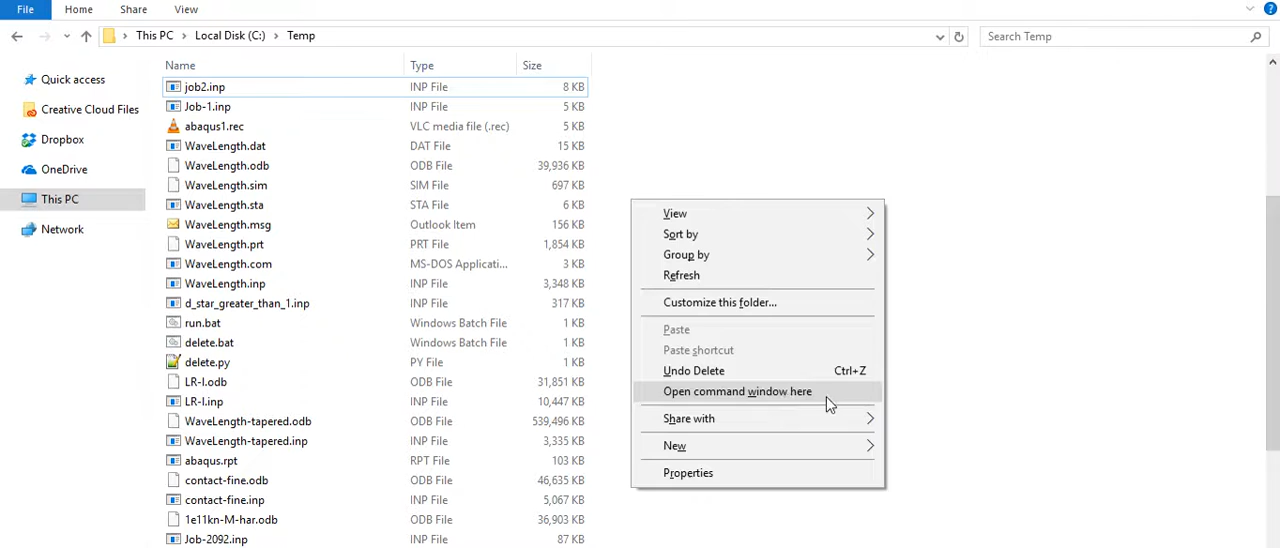 File Home Share View
This PC Local Disk (C:) Temp Search Temp
Quick access
Creative Cloud Files
Dropbox
OneDrive
This PC
Network
Name Type Size
job2.inp INP File 8 KB
Job-1.inp INP File 5 KB
abaqus1.rec VLC media file (.rec) 5 KB
WaveLength.dat DAT File 15 KB
WaveLength.odb ODB File 39,936 KB
WaveLength.sim SIM File 697 KB
WaveLength.sta STA File 6 KB
WaveLength.msg Outlook Item 156 KB
WaveLength.prt PRT File 1,854 KB
WaveLength.com MS-DOS Applicati... 3 KB
WaveLength.inp INP File 3,348 KB
d_star_greater_than_1.inp INP File 317 KB
run.bat Windows Batch File 1 KB
delete.bat Windows Batch File 1 KB
delete.py PY File 1 KB
LR-I.odb ODB File 31,851 KB
LR-I.inp INP File 10,447 KB
WaveLength-tapered.odb ODB File 539,496 KB
WaveLength-tapered.inp INP File 3,335 KB
abaqus.rpt RPT File 103 KB
contact-fine.odb ODB File 46,635 KB
contact-fine.inp INP File 5,067 KB
1e11kn-M-har.odb ODB File 36,903 KB
Job-2092.inp INP File 87 KB
View
Sort by
Group by
Refresh
Customize this folder...
Paste
Paste shortcut
Undo Delete Ctrl+Z
Open command window here
Share with
New
Properties